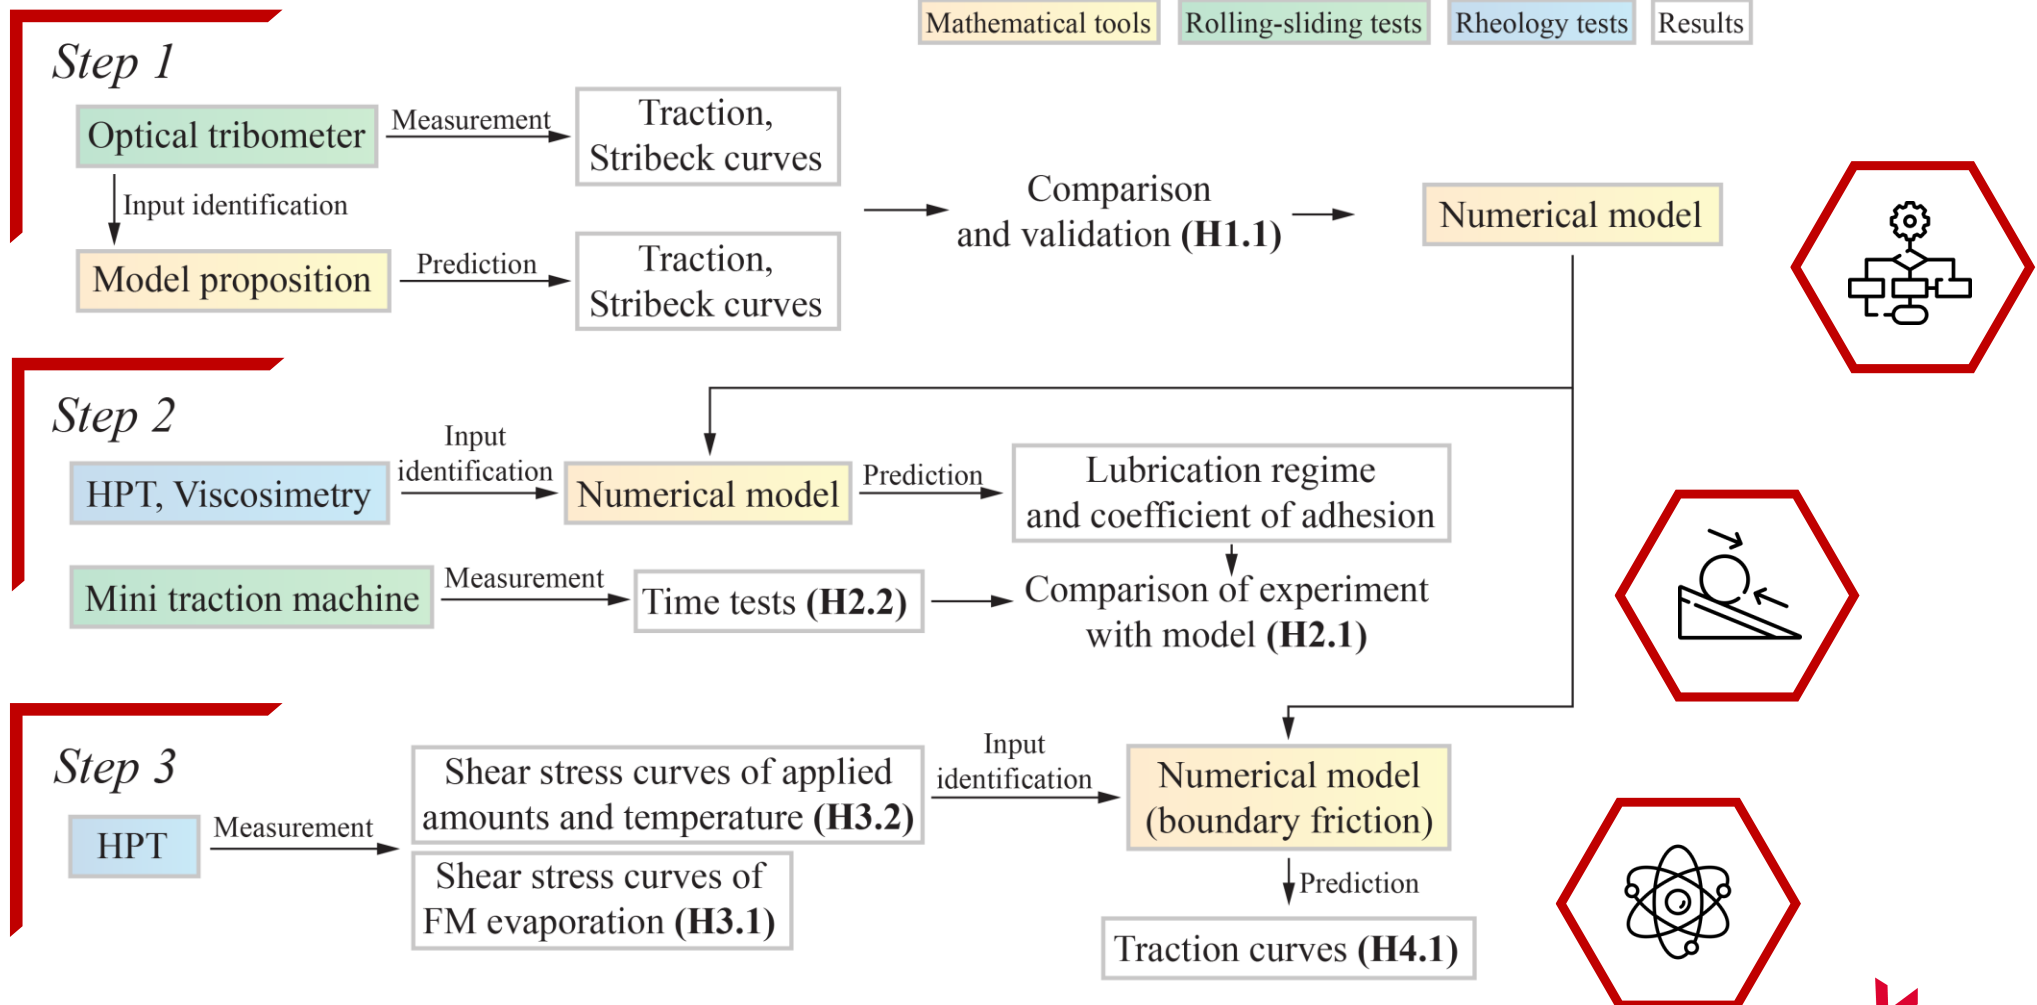 Mathematical tools
Rolling-sliding tests
Rheology tests
Results
Step 1
Optical tribometer
Measurement
Traction,
Stribeck curves
Input identification
Model proposition
Prediction
Traction,
Stribeck curves
Comparison
and validation (H1.1)
Numerical model
Step 2
HPT, Viscosimetry
Input
identification
Numerical model
Prediction
Lubrication regime
and coefficient of adhesion
Mini traction machine
Measurement
Time tests (H2.2)
Comparison of experiment
with model (H2.1)
Step 3
HPT
Measurement
Shear stress curves of applied
amounts and temperature (H3.2)
Shear stress curves of
FM evaporation (H3.1)
Input
identification
Numerical model
(boundary friction)
Prediction
Traction curves (H4.1)